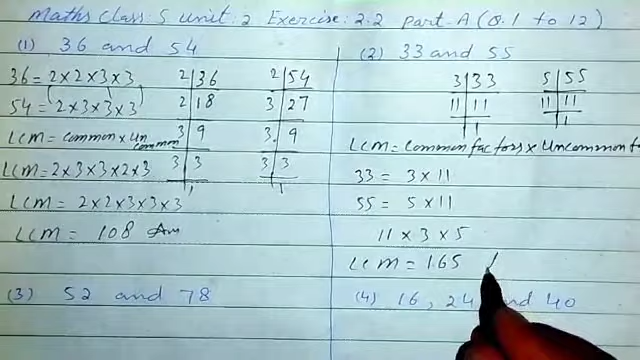 Maths Class 5 unit:2 Exercise:2.2 Part A (Q.1 to 12)
(1) 36 and 54
36 = 2×2×3×3
54 = 2×3×3×3
LCM = common × Uncommon
LCM = 2×3×3×2×3
LCM = 2×2×3×3×3
LCM = 108 Ans
2 | 36
2 | 18
3 | 9
3 | 3
1
2 | 54
3 | 27
3 | 9
3 | 3
1
(2) 33 and 55
3 | 33
11 | 11
1
5 | 55
11 | 11
1
LCM = Common factors × Uncommon f
33 = 3×11
55 = 5×11
11×3×5
LCM = 165
(3) 52 and 78
(4) 16, 24 and 40